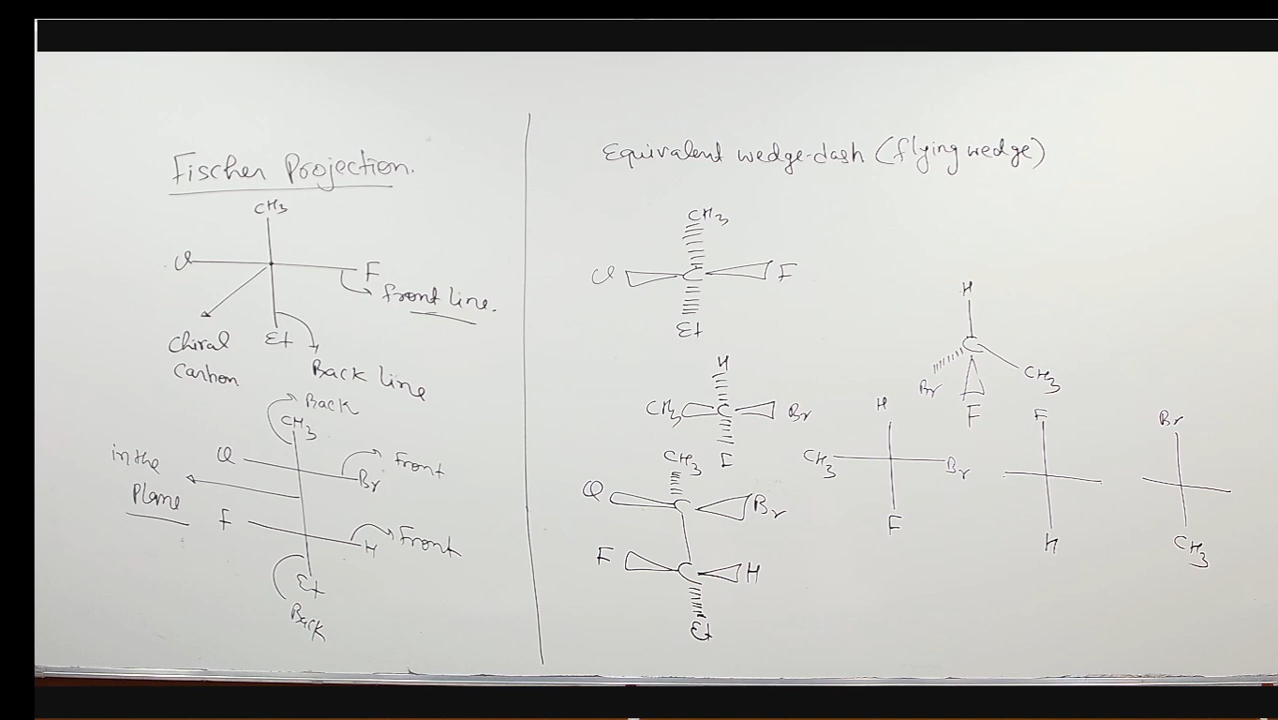 Fischer Projection.
CH3
Cl
F
front line.
Chiral
Carbon
Et
Back line
Back
CH3
Cl
Front
Br
in the
Plane
F
Front
H
Et
Back
Equivalent wedge-dash (flying wedge)
CH3
Cl C F
Et
H
CH3 C Br
F
CH3
Cl C Br
F C H
Et
H
C
Br
F
CH3
H
CH3
Br
F
F
H
Br
CH3